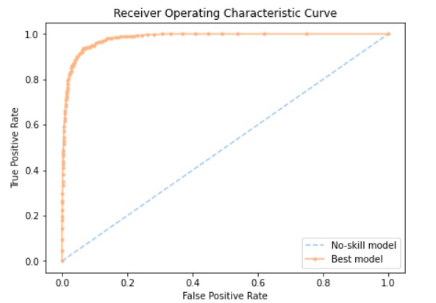 Receiver Operating Characteristic Curve
1.0
0.8
0.6
0.4
0.2
0.0
True Positive Rate
No-skill model
Best model
0.0 0.2 0.4 0.6 0.8 1.0
False Positive Rate